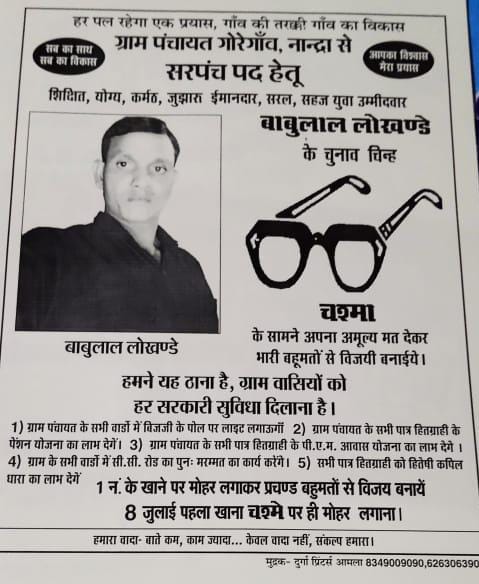 हर पल रहेगा एक प्रयास, गाँव की तरक्की गाँव का विकास
सब का साथ
सब का विकास
ग्राम पंचायत गोरेगाँव, नान्द्रा से
सरपंच पद हेतू
आपका विश्वास
मेरा प्रयास
शिक्षित, योग्य, कर्मठ, जुझारू ईमानदार, सरल, सहज युवा उम्मीदवार
बाबुलाल लोखण्डे
के चुनाव चिन्ह
चश्मा
के सामने अपना अमूल्य मत देकर
भारी बहूमतों से विजयी बनाईये।
बाबुलाल लोखण्डे
हमने यह ठाना है, ग्राम वासियों को
हर सरकारी सुविधा दिलाना है।
1) ग्राम पंचायत के सभी वार्डो में बिजजी के पोल पर लाइट लगाऊगाँ 2) ग्राम पंचायत के सभी पात्र हितग्राही के
पेंशन योजना का लाभ देगें। 3) ग्राम पंचायत के सभी पात्र हितग्राही के पी.एम. आवास योजना का लाभ देगे ।
4) ग्राम के सभी वार्डों में सी.सी. रोड का पुनः मरम्मत का कार्य करेंगे। 5) सभी पात्र हितग्राही को हितेषी कपिल
धारा का लाभ देगें
1 नं. के खाने पर मोहर लगाकर प्रचण्ड बहुमतों से विजय बनायें
8 जुलाई पहला खाना चश्मे पर ही मोहर लगाना।
हमारा वादा- बाते कम, काम ज्यादा... केवल वादा नहीं, संकल्प हमारा।
मुद्रक- दुर्गा प्रिंटर्स आमला 8349009090,626306390